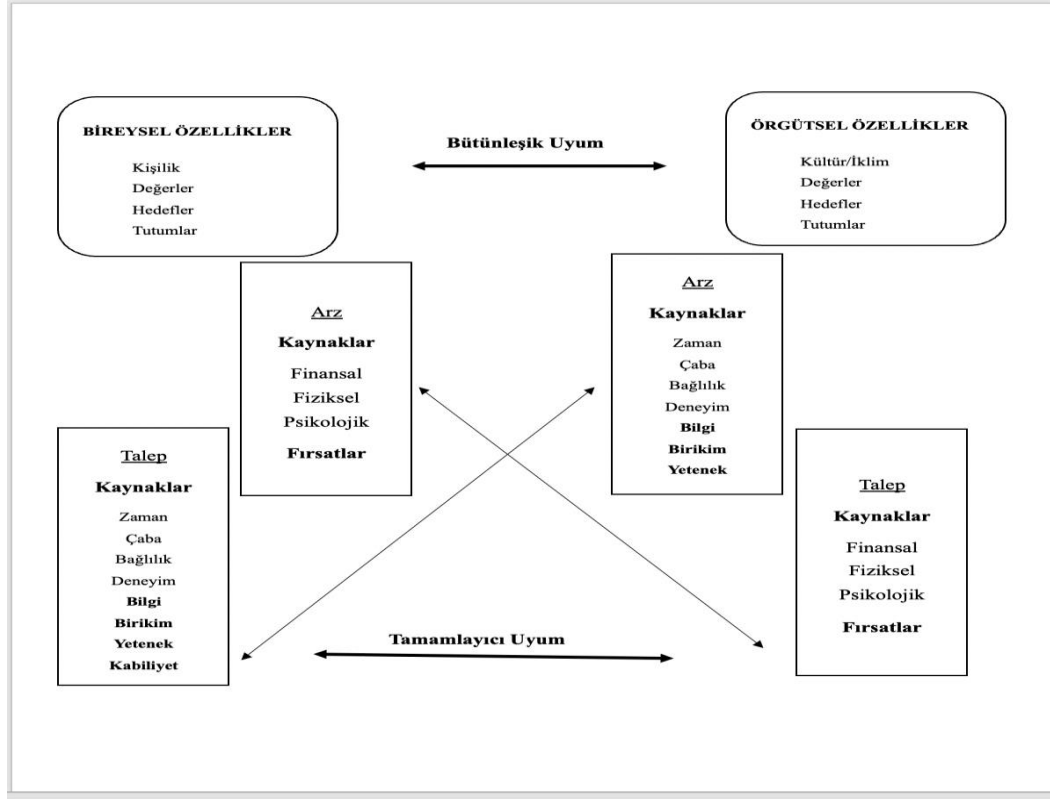 BİREYSEL ÖZELLİKLER
Kişilik
Değerler
Hedefler
Tutumlar
Bütünleşik Uyum
ÖRGÜTSEL ÖZELLİKLER
Kültür/İklim
Değerler
Hedefler
Tutumlar
Arz
Kaynaklar
Finansal
Fiziksel
Psikolojik
Fırsatlar
Arz
Kaynaklar
Zaman
Çaba
Bağlılık
Deneyim
Bilgi
Birikim
Yetenek
Talep
Kaynaklar
Zaman
Çaba
Bağlılık
Deneyim
Bilgi
Birikim
Yetenek
Kabiliyet
Talep
Kaynaklar
Finansal
Fiziksel
Psikolojik
Fırsatlar
Tamamlayıcı Uyum